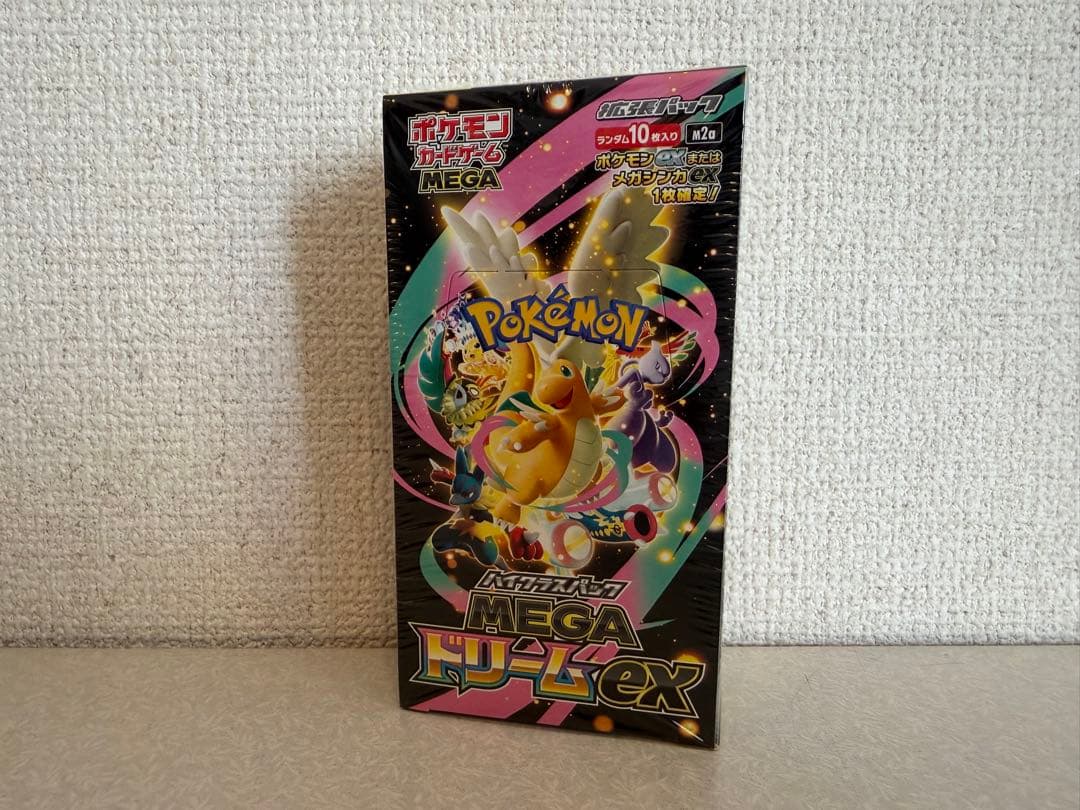 ポケモン
カードゲーム
MEGA
拡張パック
ランダム10枚入り
M2a
ポケモンexまたは
メガシンカex
1枚確定!
POKéMON
ハイクラスパック
MEGA
ドリームex